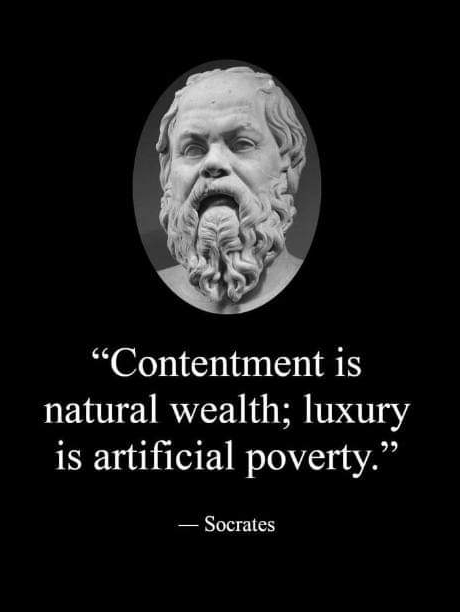 “Contentment is
natural wealth; luxury
is artificial poverty.”
— Socrates